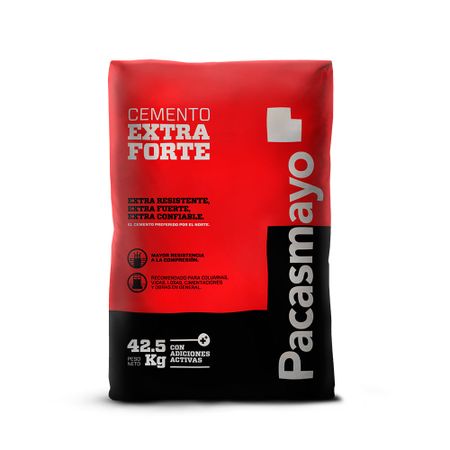 CEMENTO
EXTRA
FORTE
EXTRA RESISTENTE,
EXTRA FUERTE,
EXTRA CONFIABLE.
EL CEMENTO PREFERIDO POR EL NORTE.
MAYOR RESISTENCIA
A LA COMPRESIÓN.
RECOMENDADO PARA COLUMNAS,
VIGAS, LOSAS, CIMENTACIONES
Y OBRAS EN GENERAL.
42.5
PESO
NETO
Kg
CON
ADICIONES
ACTIVAS
Pacasmayo